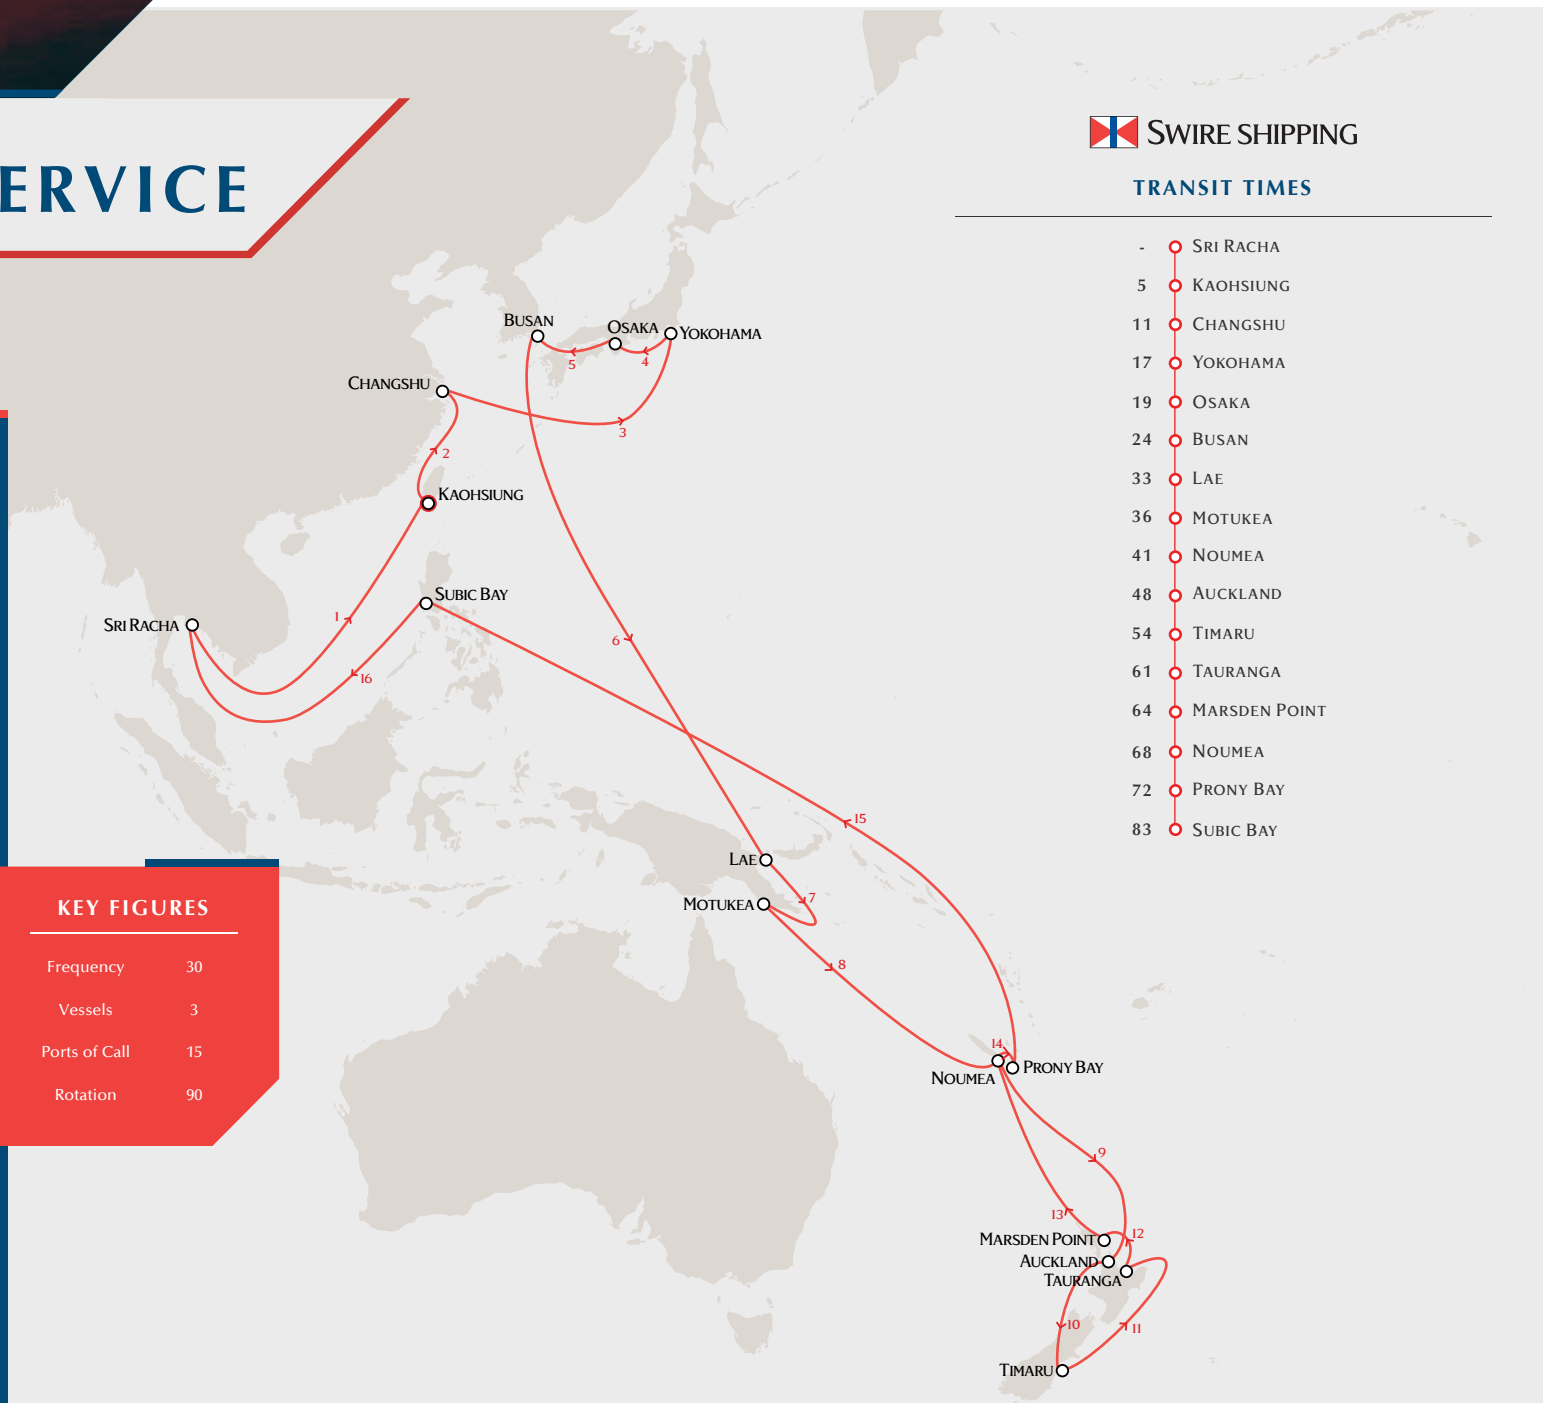 ERVICE
SWIRE SHIPPING
TRANSIT TIMES
- SRI RACHA
5 KAOHSIUNG
11 CHANGSHU
17 YOKOHAMA
19 OSAKA
24 BUSAN
33 LAE
36 MOTUKEA
41 NOUMEA
48 AUCKLAND
54 TIMARU
61 TAURANGA
64 MARSDEN POINT
68 NOUMEA
72 PRONY BAY
83 SUBIC BAY
BUSAN
OSAKA
YOKOHAMA
5
4
CHANGSHU
3
2
KAOHSIUNG
SUBIC BAY
1
SRI RACHA
6
16
15
LAE
MOTUKEA
7
8
14
PRONY BAY
NOUMEA
9
13
12
MARSDEN POINT
AUCKLAND
TAURANGA
10
11
TIMARU
KEY FIGURES
Frequency 30
Vessels 3
Ports of Call 15
Rotation 90